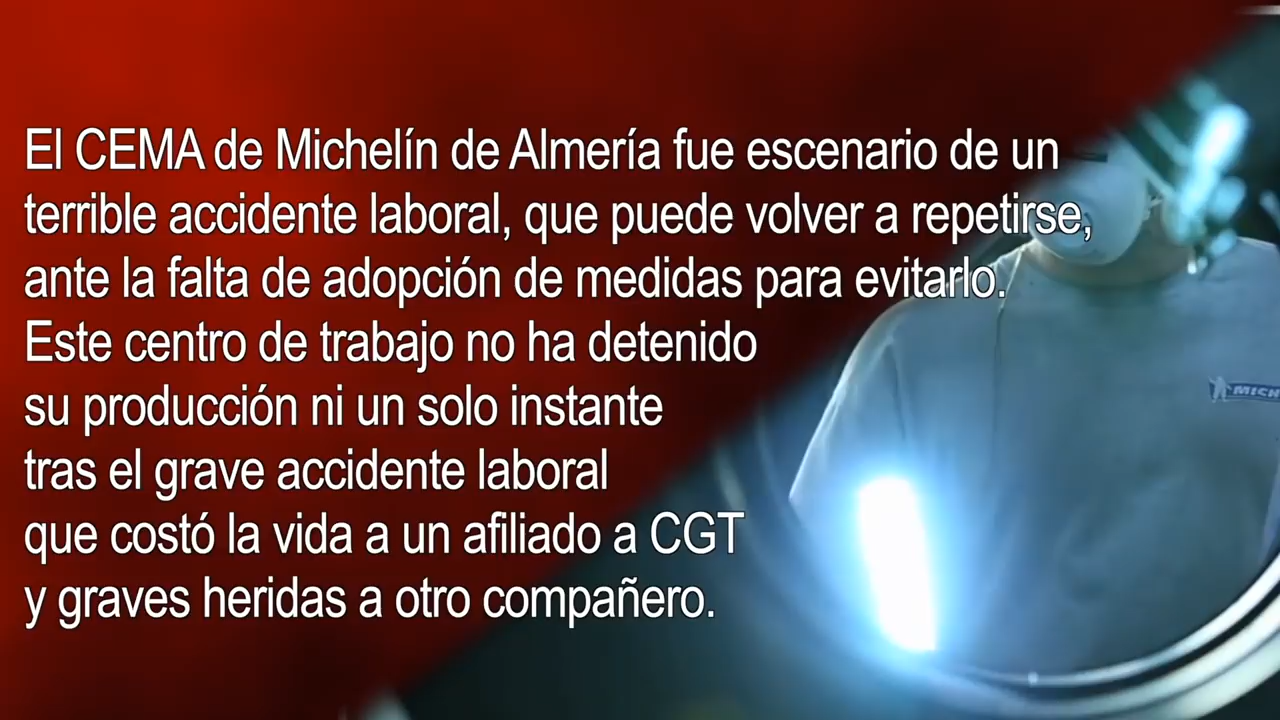 El CEMA de Michelín de Almería fue escenario de un
terrible accidente laboral, que puede volver a repetirse,
ante la falta de adopción de medidas para evitarlo.
Este centro de trabajo no ha detenido
su producción ni un solo instante
tras el grave accidente laboral
que costó la vida a un afiliado a CGT
y graves heridas a otro compañero.